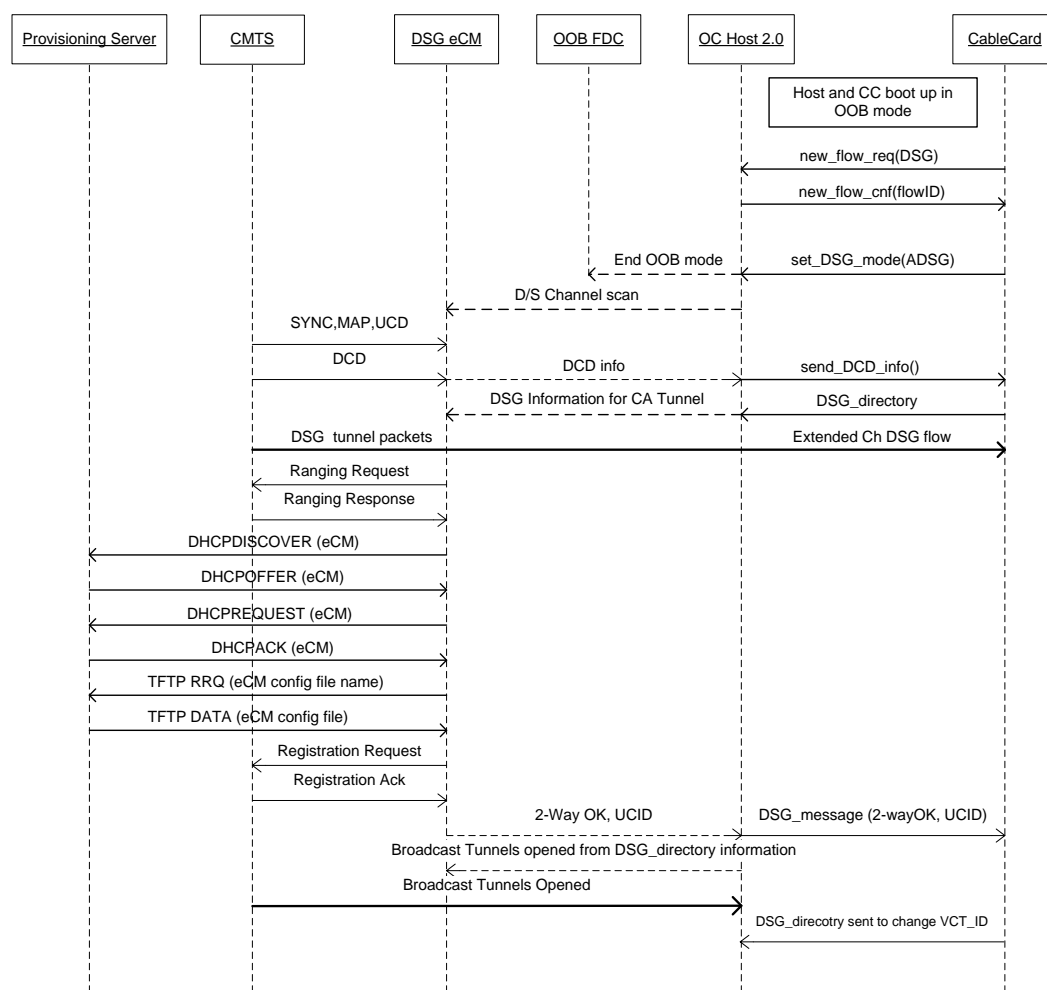 Provisioning Server
CMTS
DSG eCM
OOB FDC
OC Host 2.0
CableCard
Host and CC boot up in
OOB mode
new_flow_req(DSG)
new_flow_cnf(flowID)
End OOB mode
set_DSG_mode(ADSG)
D/S Channel scan
SYNC,MAP,UCD
DCD
DCD info
send_DCD_info()
DSG Information for CA Tunnel
DSG_directory
DSG tunnel packets
Extended Ch DSG flow
Ranging Request
Ranging Response
DHCPDISCOVER (eCM)
DHCPOFFER (eCM)
DHCPREQUEST (eCM)
DHCPACK (eCM)
TFTP RRQ (eCM config file name)
TFTP DATA (eCM config file)
Registration Request
Registration Ack
2-Way OK, UCID
DSG_message (2-wayOK, UCID)
Broadcast Tunnels opened from DSG_directory information
Broadcast Tunnels Opened
DSG_direcotry sent to change VCT_ID